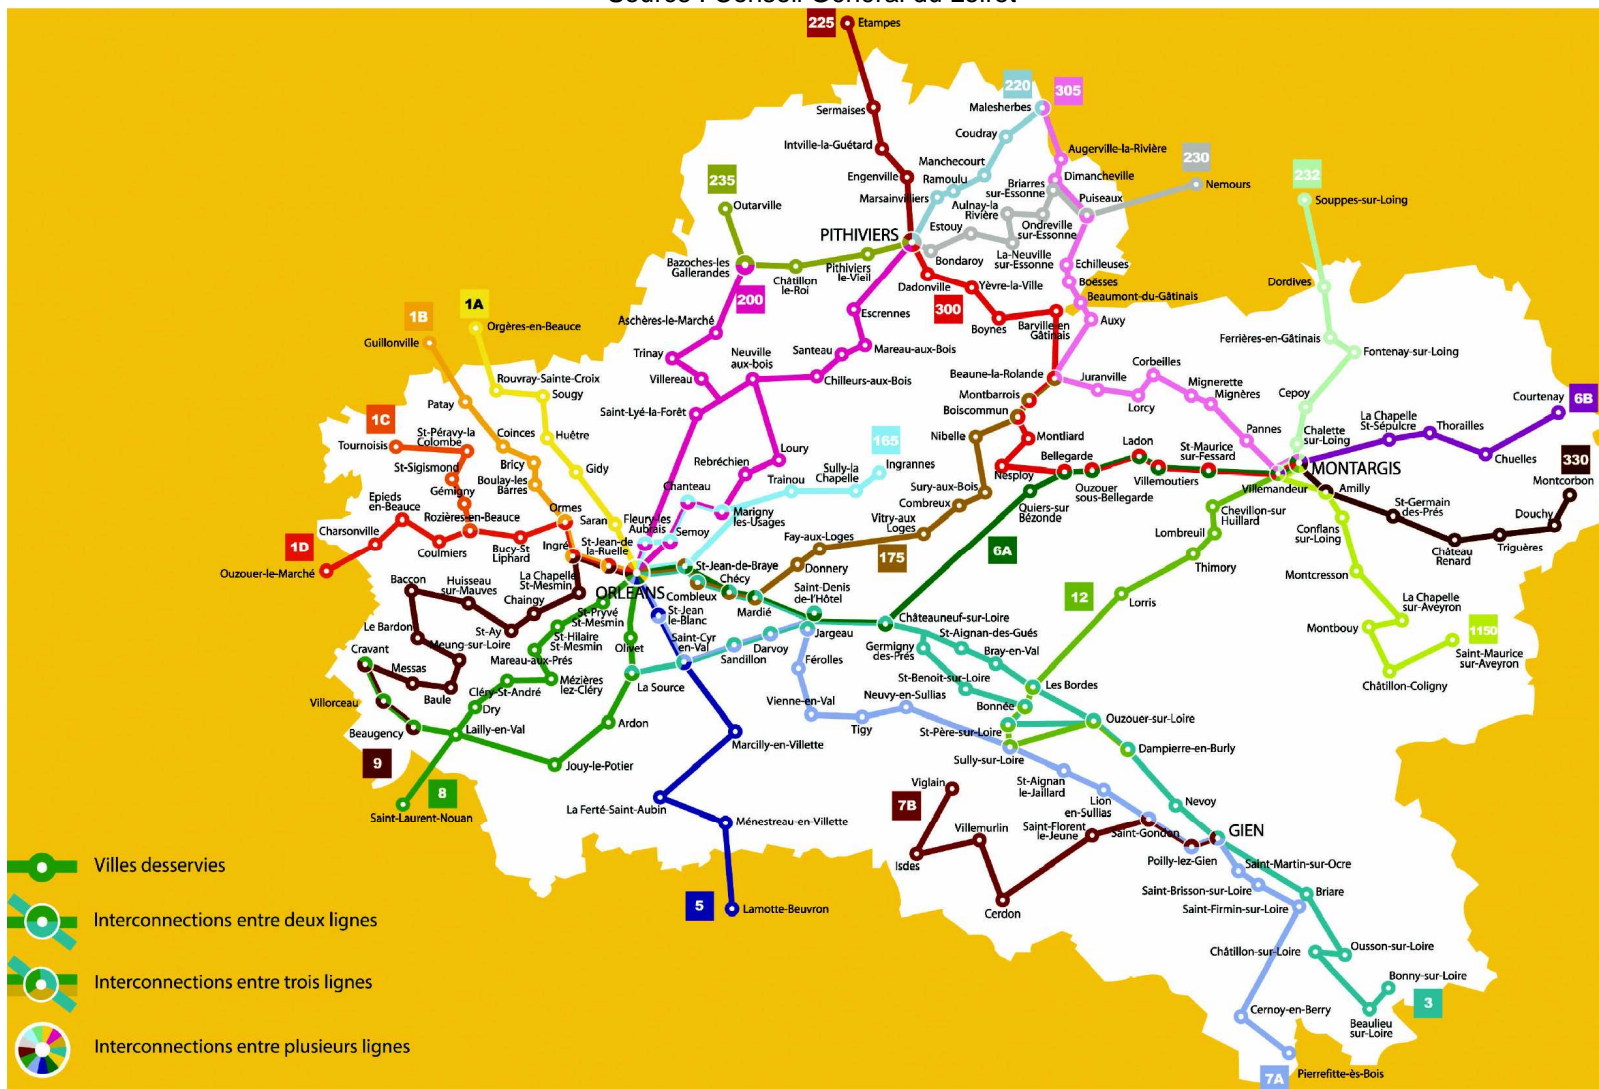 Source : Conseil Général du Loiret
225
Etampes
220
305
Malesherbes
Sermaises
Coudray
Intville-la-Guétard
Augerville-la-Rivière
230
Manchecourt
Engenville
Ramoulu
Dimancheville
232
235
Briarres
sur-Essonne
Nemours
Marsainvilliers
Aulnay-la
Rivière
Puiseaux
Souppes-sur-Loing
Outarville
Estouy
Ondreville
sur-Essonne
PITHIVIERS
Bazoches-les
Gallerandes
Pithiviers
le-Vieil
Bondaroy
La-Neuville
sur-Essonne
Echilleuses
Châtillon
le-Roi
Boësses
Dordives
Dadonville
Yèvre-la-Ville
Beaumont-du-Gâtinais
1A
200
300
1B
Orgères-en-Beauce
Aschères-le-Marché
Escrennes
Boynes
Barville-en
Gâtinais
Auxy
Guillonville
Ferrières-en-Gâtinais
Trinay
Neuville
aux-bois
Santeau
Mareau-aux-Bois
Fontenay-sur-Loing
Corbeilles
Rouvray-Sainte-Croix
Villereau
Chilleurs-aux-Bois
Beaune-la-Rolande
Juranville
Mignerette
Sougy
Mignères
Cepoy
Courtenay
6B
Patay
Montbarrois
Lorcy
1C
Saint-Lyé-la-Forêt
Boiscommun
La Chapelle
St-Sépulcre
Thorailles
St-Péravy-la
Colombe
Coinces
Huêtre
165
Nibelle
Montliard
Ladon
Pannes
Chalette
sur-Loing
Tournoisis
Loury
St-Maurice
sur-Fessard
Chuelles
330
St-Sigismond
Bricy
Gidy
Rebréchien
Sully-la
Chapelle
Ingrannes
Bellegarde
MONTARGIS
Boulay-les
Barres
Trainou
Nesploy
Montcorbon
Gémigny
Chanteau
Sury-aux-Bois
Ouzouer
sous-Bellegarde
Villemoutiers
Villemandeur
Amilly
Epieds
en-Beauce
Ormes
Combreux
Quiers-sur
Bézonde
Chevillon-sur
Huillard
St-Germain
des-Prés
Saran
Fleury-les
Aubrais
Marigny
les-Usages
Douchy
Charsonville
Rozières-en-Beauce
Semoy
Vitry-aux
Loges
Conflans
sur-Loing
1D
Coulmiers
Bucy-St
Liphard
Ingré
St-Jean-de
la-Ruelle
Fay-aux-Loges
Lombreuil
Triguères
175
6A
Château
Renard
Ouzouer-le-Marché
St-Jean-de-Braye
Donnery
Thimory
Baccon
Huisseau
sur-Mauves
La Chapelle
St-Mesmin
ORLEANS
Chécy
Combleux
Saint-Denis
de-l'Hôtel
12
Montcresson
Chaingy
St-Pryvé
St-Mesmin
St-Jean
le-Blanc
Mardié
Lorris
La Chapelle
sur-Aveyron
Le Bardon
St-Ay
St-Hilaire
St-Mesmin
Châteauneuf-sur-Loire
Montbouy
1150
Meung-sur-Loire
Olivet
Saint-Cyr
en-Val
Jargeau
St-Aignan-des-Gués
Saint-Maurice
sur-Aveyron
Cravant
Mareau-aux-Prés
Darvoy
Germigny
des-Prés
Bray-en-Val
Messas
Sandillon
Férolles
Châtillon-Coligny
Mézières
lez-Cléry
La Source
St-Benoit-sur-Loire
Les Bordes
Cléry-St-André
Villorceau
Baule
Neuvy-en-Sullias
Vienne-en-Val
Bonnée
Dry
Ardon
Ouzouer-sur-Loire
Beaugency
Lailly-en-Val
Tigy
St-Père-sur-Loire
Marcilly-en-Villette
Dampierre-en-Burly
9
Jouy-le-Potier
Sully-sur-Loire
8
Viglain
St-Aignan
le-Jaillard
7B
Lion
en-Sullias
Nevoy
Saint-Laurent-Nouan
La Ferté-Saint-Aubin
Ménestreau-en-Villette
Villemurlin
Saint-Florent
le-Jeune
Saint-Gondon
GIEN
Isdes
Poilly-lez-Gien
Saint-Martin-sur-Ocre
Villes desservies
Saint-Brisson-sur-Loire
Briare
5
Lamotte-Beuvron
Cerdon
Saint-Firmin-sur-Loire
Interconnections entre deux lignes
Châtillon-sur-Loire
Ousson-sur-Loire
Interconnections entre trois lignes
Bonny-sur-Loire
3
Cernoy-en-Berry
Beaulieu
sur-Loire
Interconnections entre plusieurs lignes
7A
Pierrefitte-ès-Bois